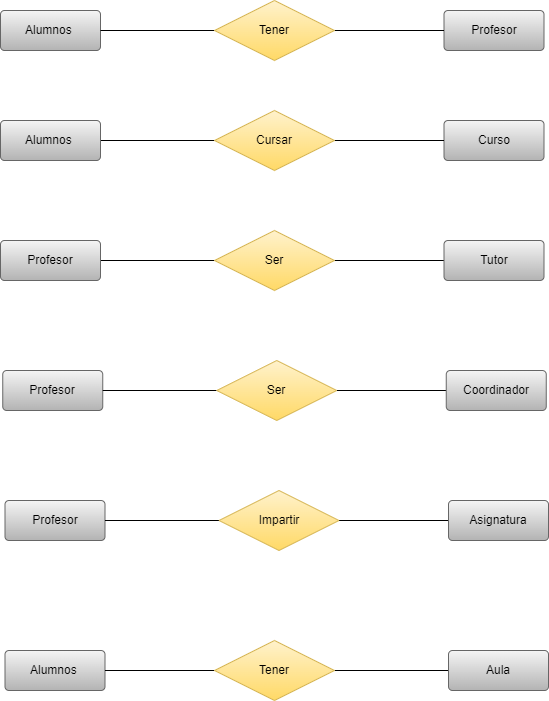 Alumnos Tener Profesor
Alumnos Cursar Curso
Profesor Ser Tutor
Profesor Ser Coordinador
Profesor Impartir Asignatura
Alumnos Tener Aula